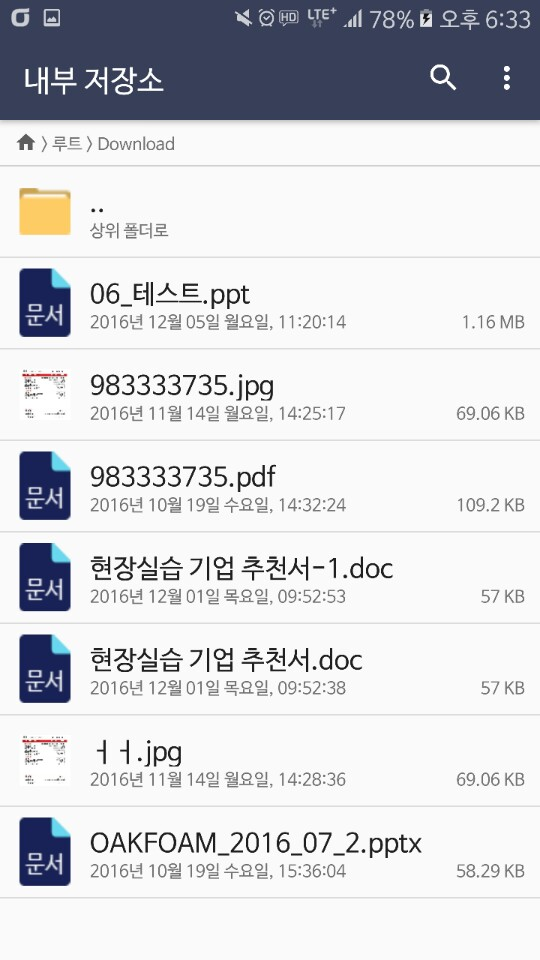 HD LTE+ 78% 오후 6:33
내부 저장소
루트 〉 Download
..
상위 폴더로
문서
06_테스트.ppt
2016년 12월 05일 월요일, 11:20:14 1.16 MB
983333735.jpg
2016년 11월 14일 월요일, 14:25:17 69.06 KB
문서
983333735.pdf
2016년 10월 19일 수요일, 14:32:24 109.2 KB
문서
현장실습 기업 추천서-1.doc
2016년 12월 01일 목요일, 09:52:53 57 KB
문서
현장실습 기업 추천서.doc
2016년 12월 01일 목요일, 09:52:38 57 KB
ㅓㅓ.jpg
2016년 11월 14일 월요일, 14:28:36 69.06 KB
문서
OAKFOAM_2016_07_2.pptx
2016년 10월 19일 수요일, 15:36:04 58.29 KB